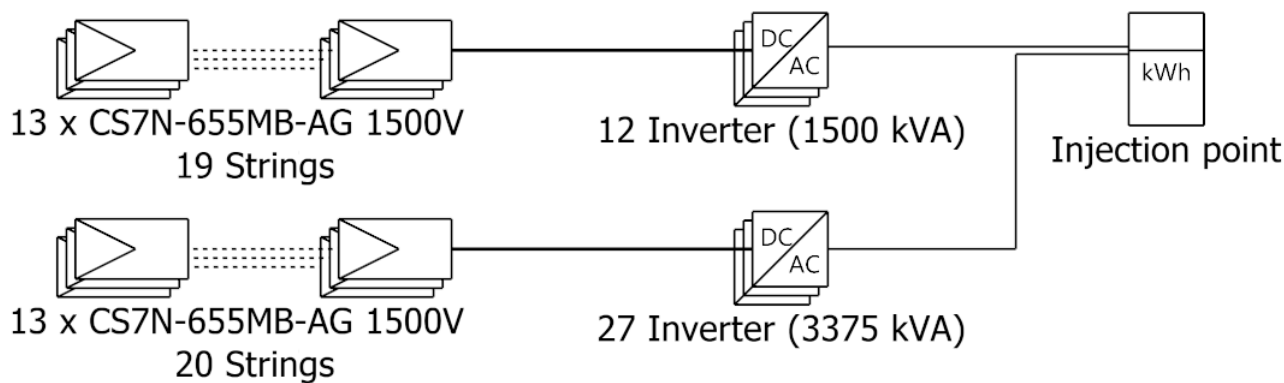 DC
AC
kWh
13 x CS7N-655MB-AG 1500V
19 Strings
12 Inverter (1500 kVA)
Injection point
DC
AC
13 x CS7N-655MB-AG 1500V
20 Strings
27 Inverter (3375 kVA)